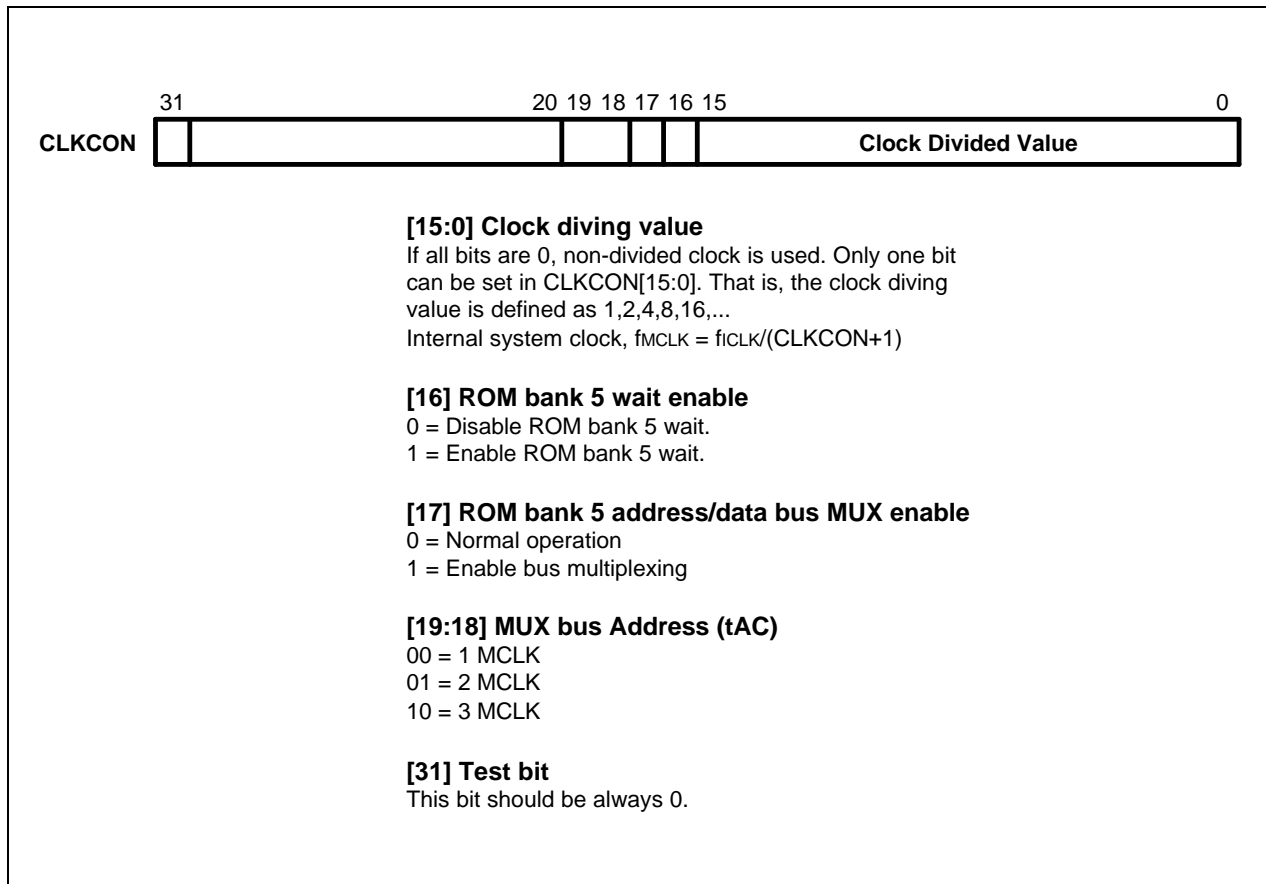 31 20 19 18 17 16 15 0
CLKCON Clock Divided Value
[15:0] Clock diving value
If all bits are 0, non-divided clock is used. Only one bit
can be set in CLKCON[15:0]. That is, the clock diving
value is defined as 1,2,4,8,16,...
Internal system clock, fMCLK = fICLK/(CLKCON+1)
[16] ROM bank 5 wait enable
0 = Disable ROM bank 5 wait.
1 = Enable ROM bank 5 wait.
[17] ROM bank 5 address/data bus MUX enable
0 = Normal operation
1 = Enable bus multiplexing
[19:18] MUX bus Address (tAC)
00 = 1 MCLK
01 = 2 MCLK
10 = 3 MCLK
[31] Test bit
This bit should be always 0.